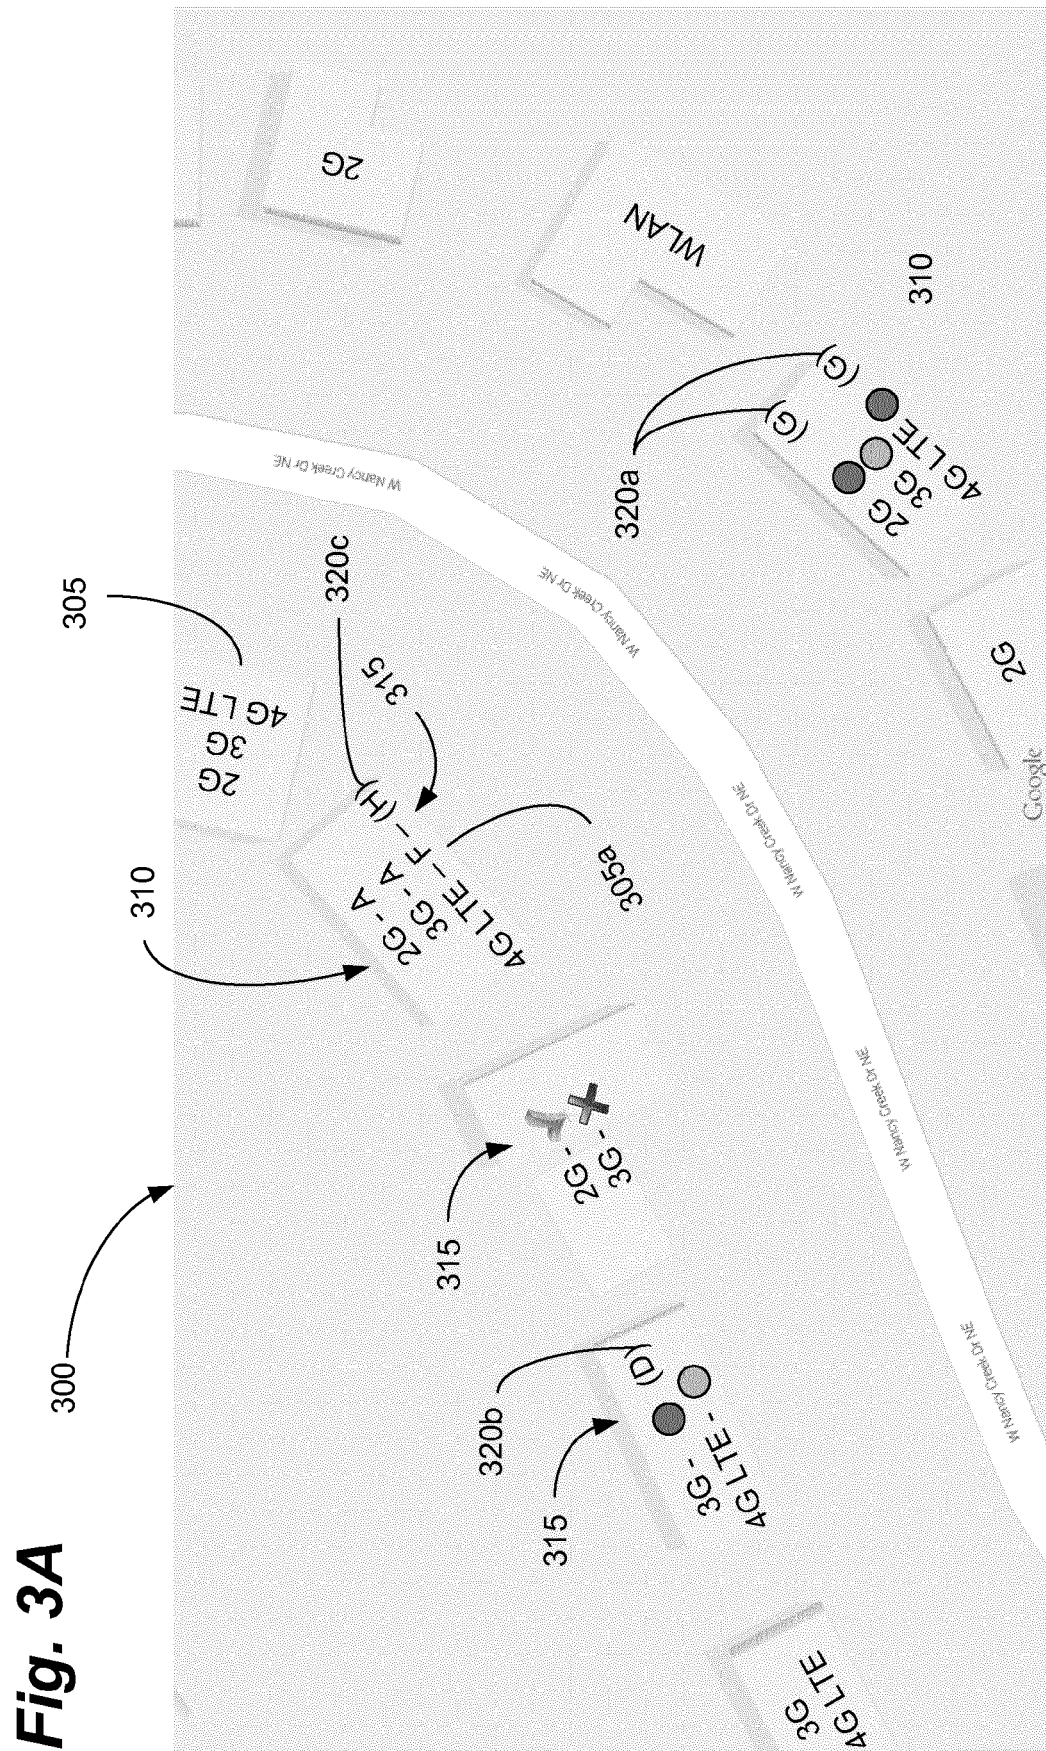 Fig. 3A
300
310
305
2G
3G
4G LTE
320c
315
2G - A
3G - A
4G LTE – F – (H)
305a
315
2G -
3G -
320b
315
(D)
3G -
4G LTE -
3G
4G LTE
2G
WLAN
320a
(G)
(G)
310
2G
3G
4G LTE
2G
W Nancy Creek Dr NE
W Nancy Creek Dr NE
W Nancy Creek Dr NE
W Nancy Creek Dr NE
W Nancy Creek Dr NE
Google